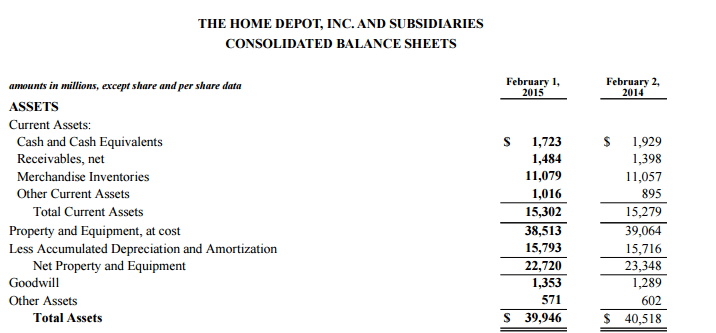 THE HOME DEPOT, INC. AND SUBSIDIARIES
CONSOLIDATED BALANCE SHEETS
amounts in millions, except share and per share data February 1, 2015 February 2, 2014
ASSETS
Current Assets:
Cash and Cash Equivalents $ 1,723 $ 1,929
Receivables, net 1,484 1,398
Merchandise Inventories 11,079 11,057
Other Current Assets 1,016 895
Total Current Assets 15,302 15,279
Property and Equipment, at cost 38,513 39,064
Less Accumulated Depreciation and Amortization 15,793 15,716
Net Property and Equipment 22,720 23,348
Goodwill 1,353 1,289
Other Assets 571 602
Total Assets $ 39,946 $ 40,518